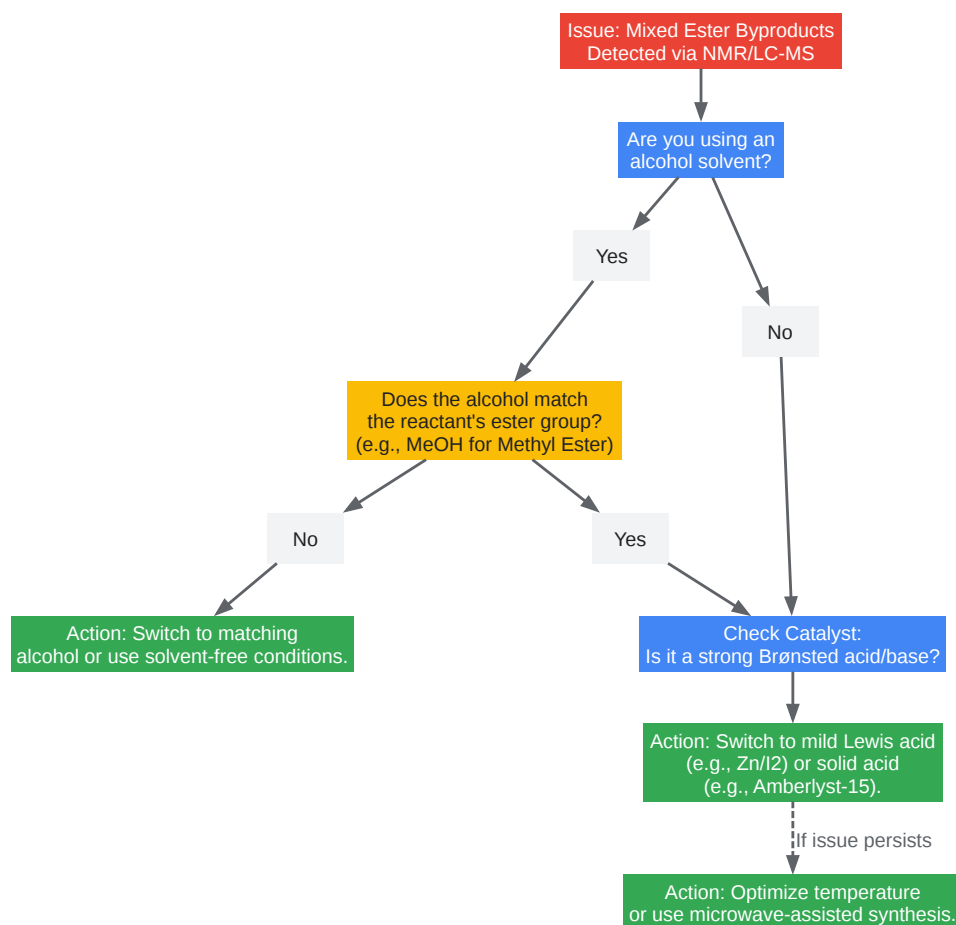 Issue: Mixed Ester Byproducts
Detected via NMR/LC-MS
Are you using an
alcohol solvent?
Yes
No
Does the alcohol match
the reactant's ester group?
(e.g., MeOH for Methyl Ester)
No
Yes
Action: Switch to matching
alcohol or use solvent-free conditions.
Check Catalyst:
Is it a strong Brønsted acid/base?
Action: Switch to mild Lewis acid
(e.g., Zn/I2) or solid acid
(e.g., Amberlyst-15).
If issue persists
Action: Optimize temperature
or use microwave-assisted synthesis.